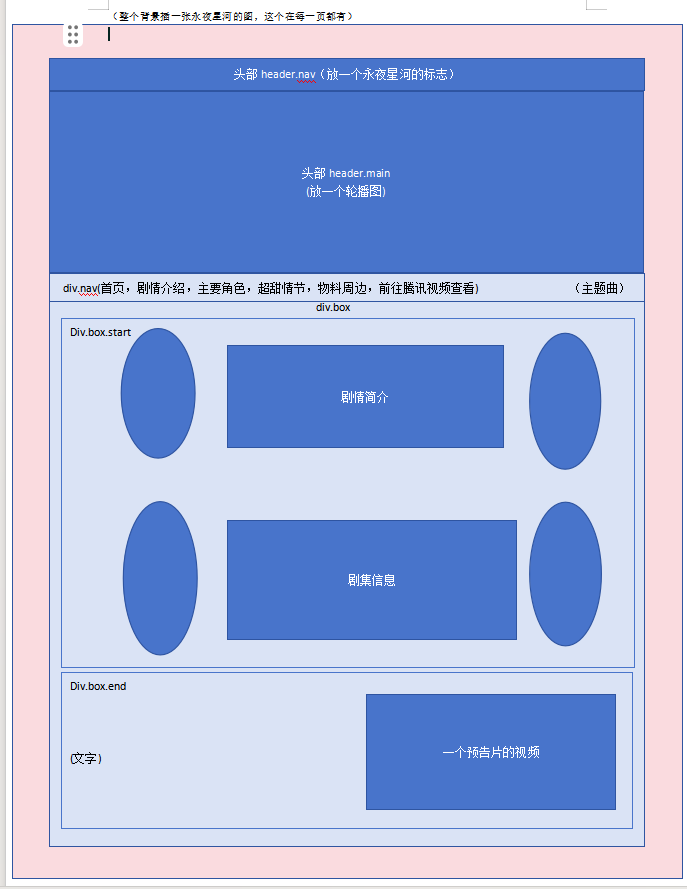 （整个背景插一张永夜星河的图，这个在每一页都有）
头部 header.nav（放一个永夜星河的标志）
头部 header.main
(放一个轮播图)
div.nav(首页，剧情介绍，主要角色，超甜情节，物料周边，前往腾讯视频查看) （主题曲）
div.box
Div.box.start
剧情简介
剧集信息
Div.box.end
(文字)
一个预告片的视频